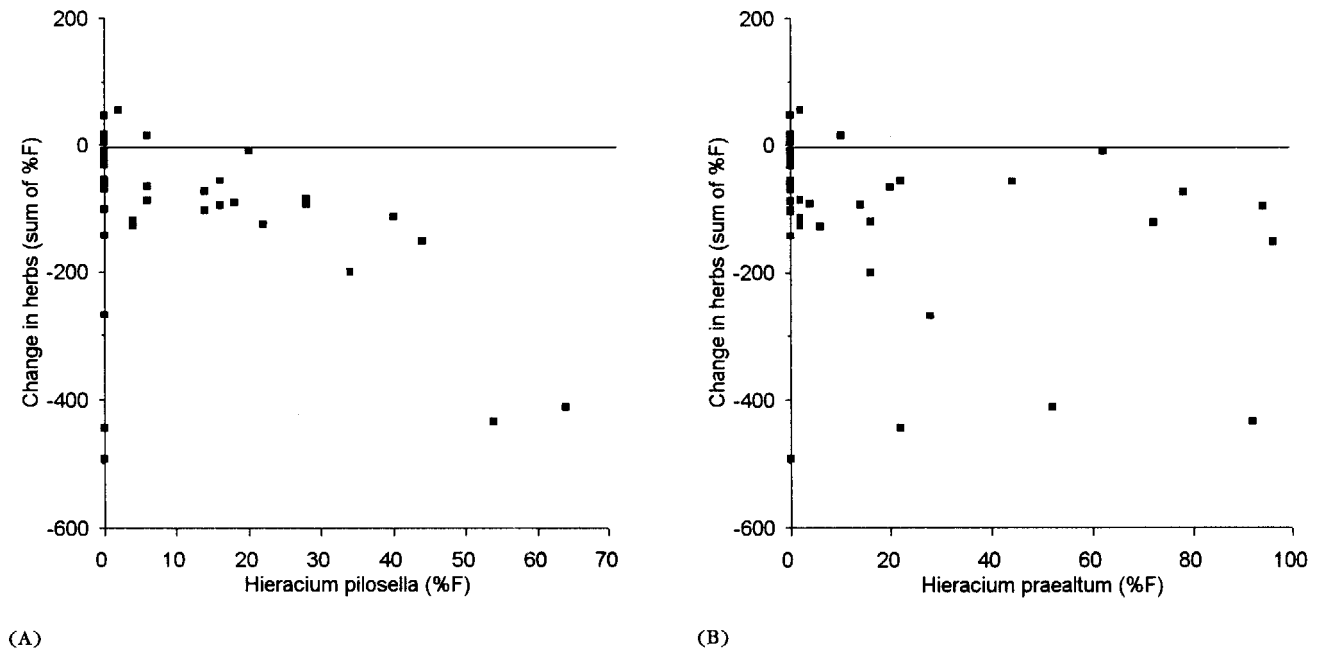 200
0
-200
-400
-600
Change in herbs (sum of %F)
0 10 20 30 40 50 60 70
Hieracium pilosella (%F)
(A)
200
0
-200
-400
-600
Change in herbs (sum of %F)
0 20 40 60 80 100
Hieracium praealtum (%F)
(B)